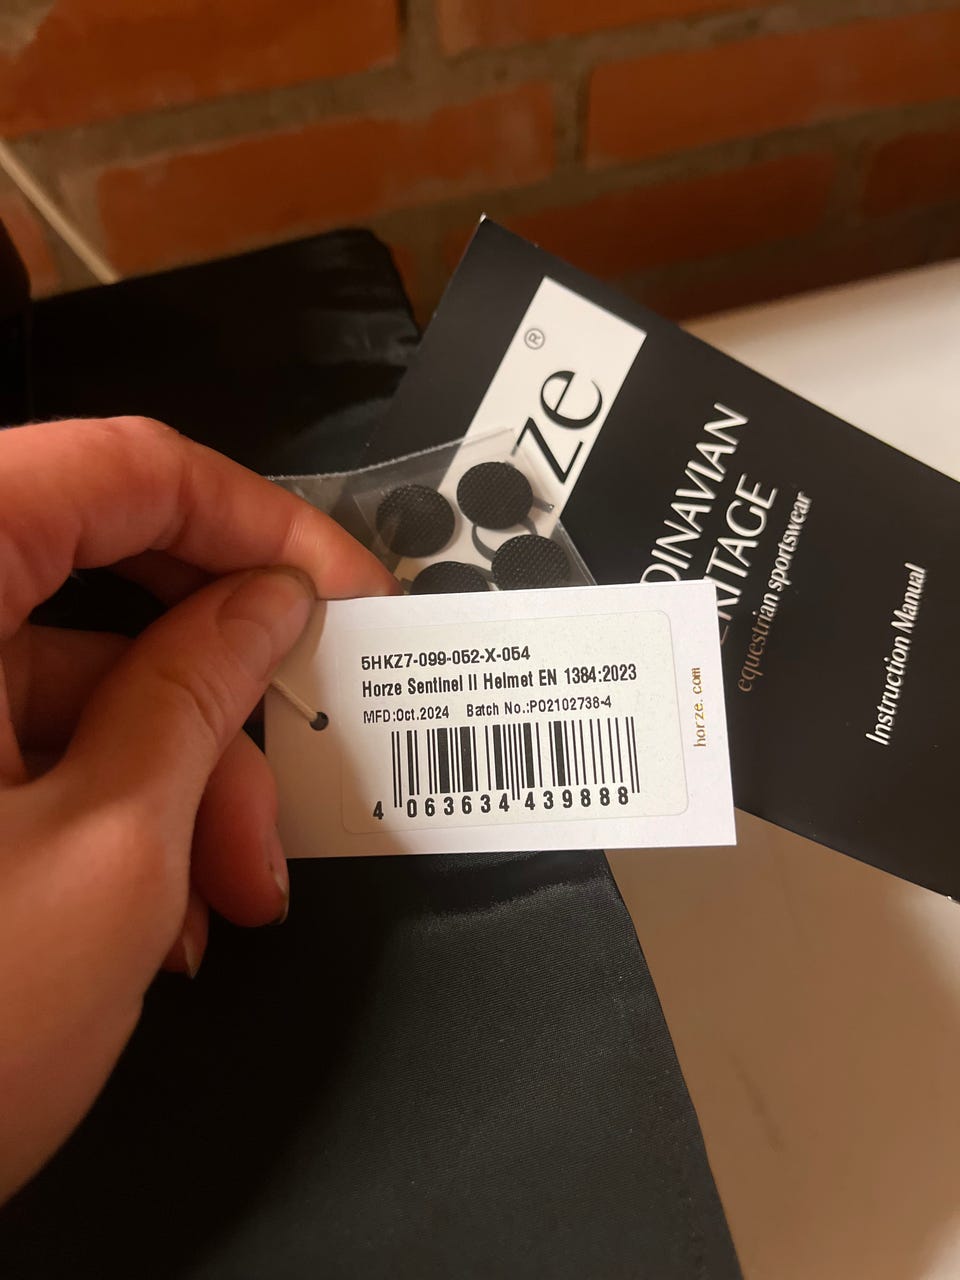 ze®
DINAVIAN
RITAGE
equestrian sportswear
Instruction Manual
5HKZ7-099-052-X-054
Horze Sentinel II Helmet EN 1384:2023
MFD:Oct.2024 Batch No.:PO2102738-4
4 063634 439888
horze.com